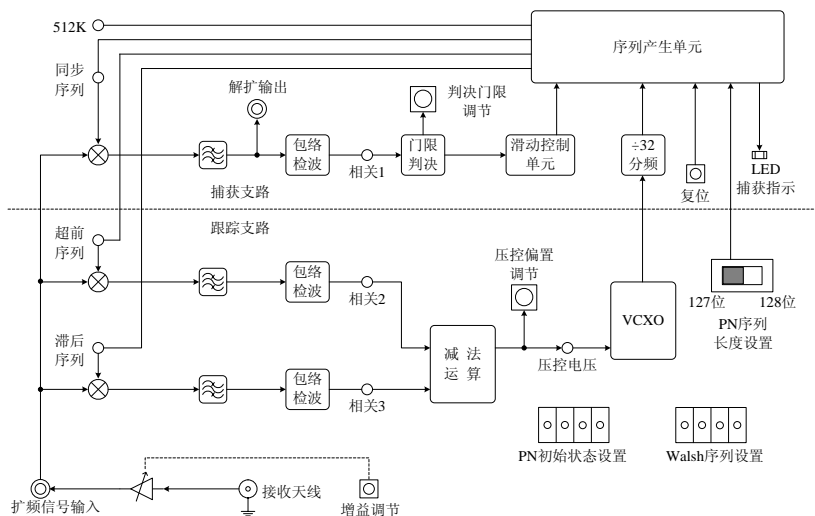 512K
序列产生单元
同步
序列
解扩输出
判决门限
调节
包络
检波
相关1
门限
判决
滑动控制
单元
÷32
分频
复位
LED
捕获指示
捕获支路
跟踪支路
超前
序列
包络
检波
相关2
压控偏置
调节
VCXO
127位
128位
PN序列
长度设置
滞后
序列
减 法
运 算
压控电压
包络
检波
相关3
PN初始状态设置
Walsh序列设置
扩频信号输入
接收天线
增益调节